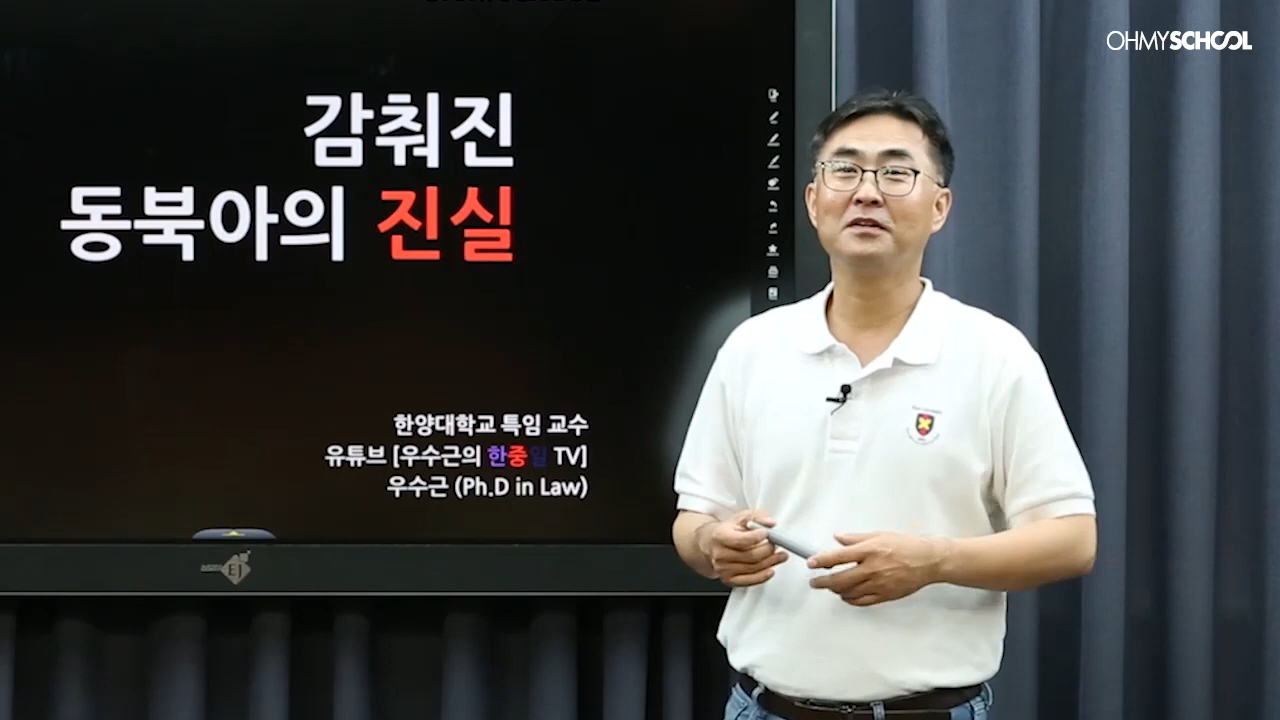 OHMYSCHOOL
감춰진
동북아의 진실
한양대학교 특임 교수
유튜브 [우수근의 한중일 TV]
우수근 (Ph.D in Law)
EJ